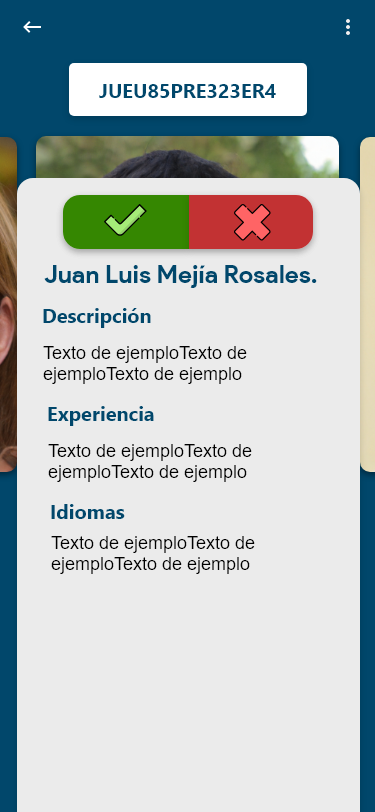 JUEU85PRE323ER4
Juan Luis Mejía Rosales.
Descripción
Texto de ejemploTexto de
ejemploTexto de ejemplo
Experiencia
Texto de ejemploTexto de
ejemploTexto de ejemplo
Idiomas
Texto de ejemploTexto de
ejemploTexto de ejemplo